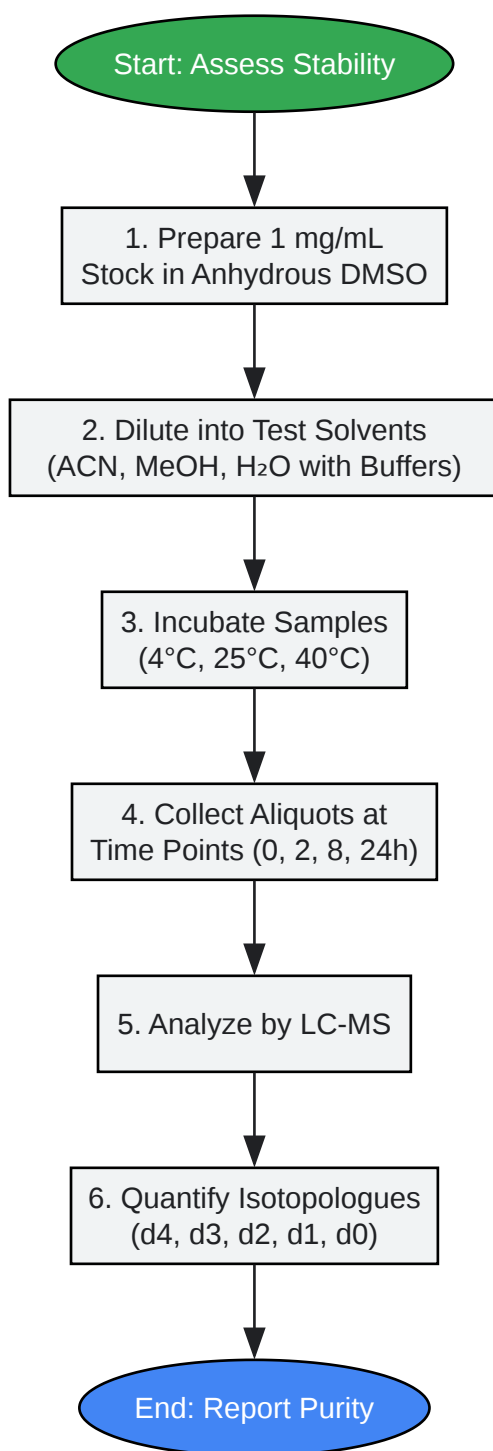 Start: Assess Stability
1. Prepare 1 mg/mL
Stock in Anhydrous DMSO
2. Dilute into Test Solvents
(ACN, MeOH, H₂O with Buffers)
3. Incubate Samples
(4°C, 25°C, 40°C)
4. Collect Aliquots at
Time Points (0, 2, 8, 24h)
5. Analyze by LC-MS
6. Quantify Isotopologues
(d4, d3, d2, d1, d0)
End: Report Purity